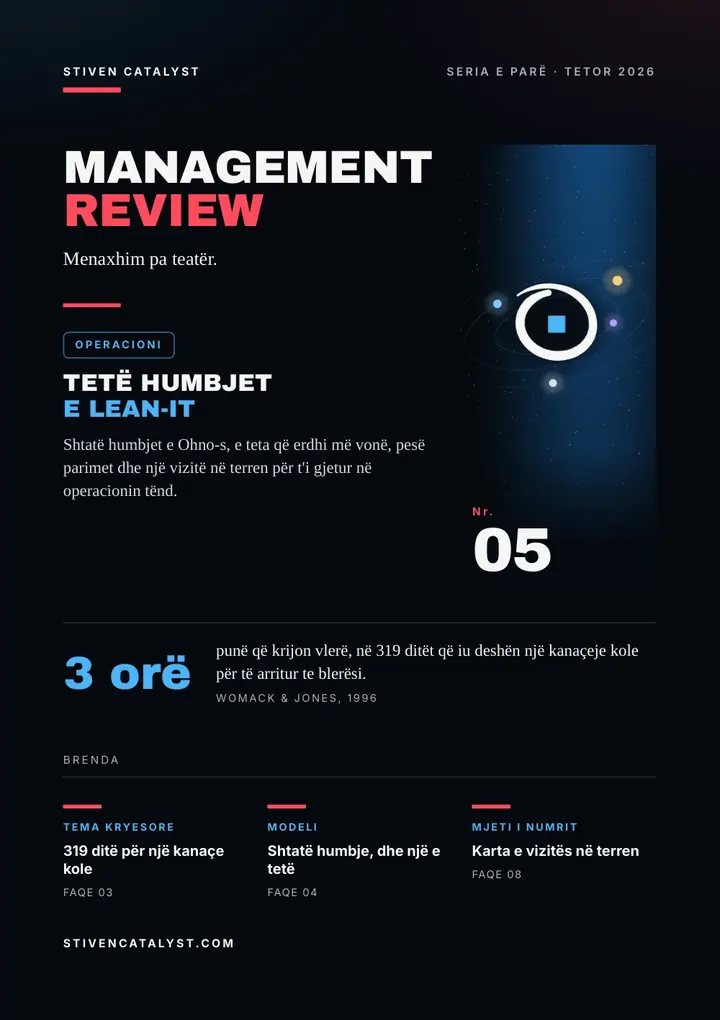 STIVEN CATALYST
SERIA E PARË · TETOR 2026
MANAGEMENT
REVIEW
Menaxhim pa teatër.
OPERACIONI
TETË HUMBJET
E LEAN-IT
Shtatë humbjet e Ohno-s, e teta që erdhi më vonë, pesë
parimet dhe një vizitë në terren për t'i gjetur në
operacionin tënd.
Nr.
05
3 orë
punë që krijon vlerë, në 319 ditët që iu deshën një kanaçeje kole
për të arritur te blerësi.
WOMACK & JONES, 1996
BRENDA
TEMA KRYESORE
319 ditë për një kanaçe
kole
FAQE 03
MODELI
Shtatë humbje, dhe një e
tetë
FAQE 04
MJETI I NUMRIT
Karta e vizitës në terren
FAQE 08
STIVENCATALYST.COM